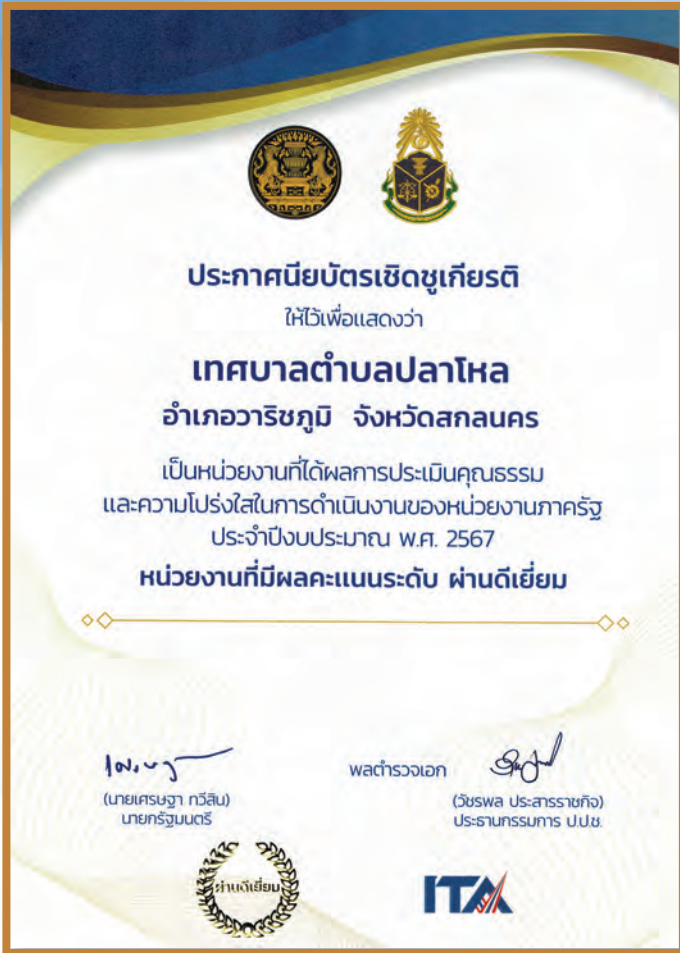 ประกาศนียบัตรเชิดชูเกียรติ
ให้ไว้เพื่อแสดงว่า
เทศบาลตำบลปลาโหล
อำเภอวาริชภูมิ จังหวัดสกลนคร
เป็นหน่วยงานที่ได้ผลการประเมินคุณธรรม
และความโปร่งใสในการดำเนินงานของหน่วยงานภาครัฐ
ประจำปีงบประมาณ พ.ศ. 2567
หน่วยงานที่มีผลคะแนนระดับ ผ่านดีเยี่ยม
พลตำรวจเอก
(นายเศรษฐา ทวีสิน)
นายกรัฐมนตรี
(วัชรพล ประสารราชกิจ)
ประธานกรรมการ ป.ป.ช.
ผ่านดีเยี่ยม
ITA